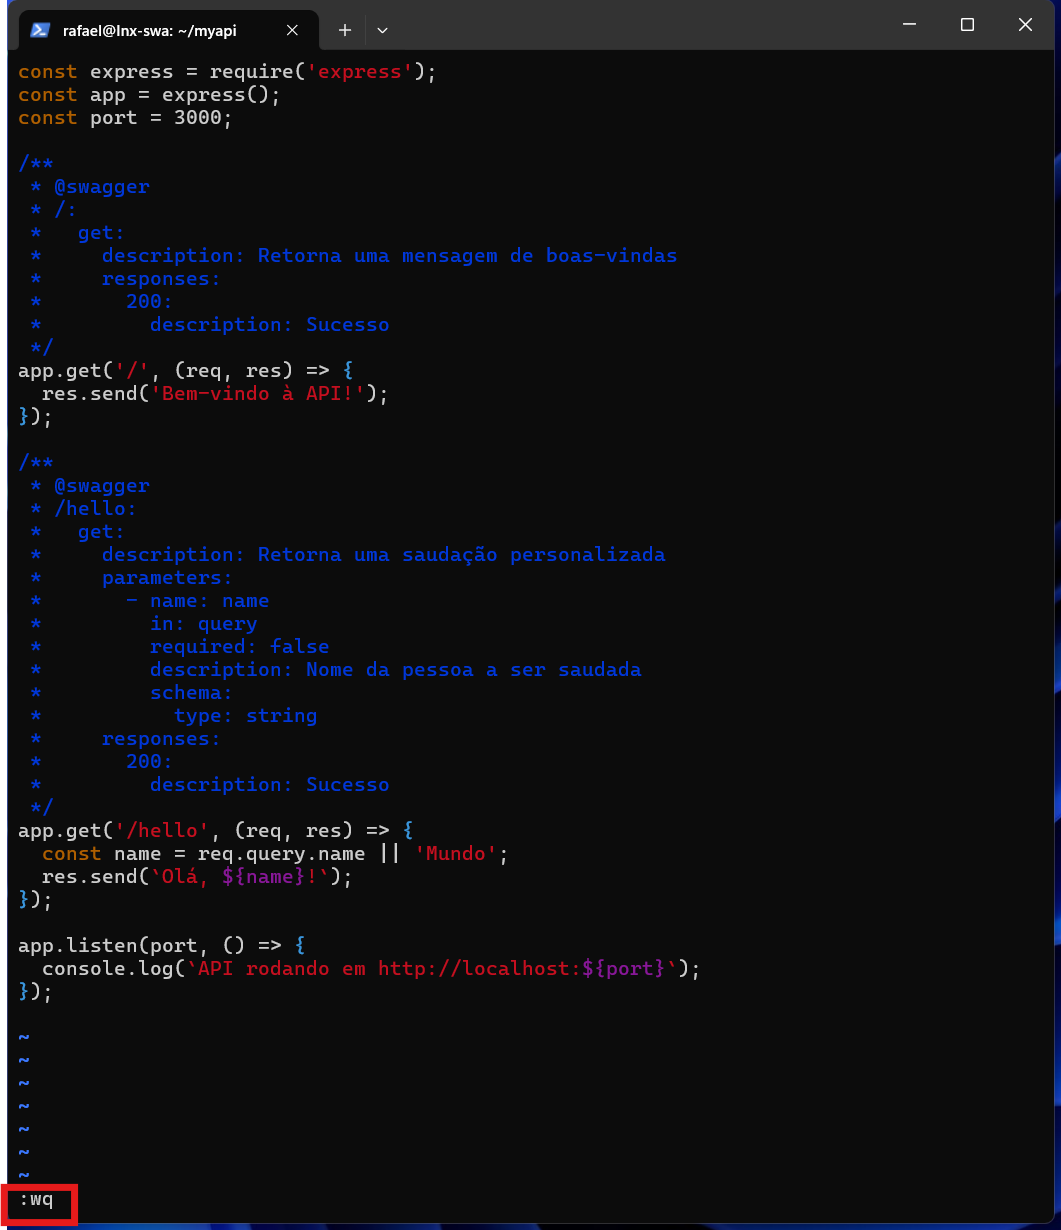 rafael@lnx-swa: ~/myapi
const express = require('express');
const app = express();
const port = 3000;

/**
 * @swagger
 * /:
 *   get:
 *     description: Retorna uma mensagem de boas-vindas
 *     responses:
 *       200:
 *         description: Sucesso
 */
app.get('/', (req, res) => {
  res.send('Bem-vindo à API!');
});

/**
 * @swagger
 * /hello:
 *   get:
 *     description: Retorna uma saudação personalizada
 *     parameters:
 *       - name: name
 *         in: query
 *         required: false
 *         description: Nome da pessoa a ser saudada
 *         schema:
 *           type: string
 *     responses:
 *       200:
 *         description: Sucesso
 */
app.get('/hello', (req, res) => {
  const name = req.query.name || 'Mundo';
  res.send(`Olá, ${name}!`);
});

app.listen(port, () => {
  console.log(`API rodando em http://localhost:${port}`);
});

~
~
~
~
~
~
~
:wq